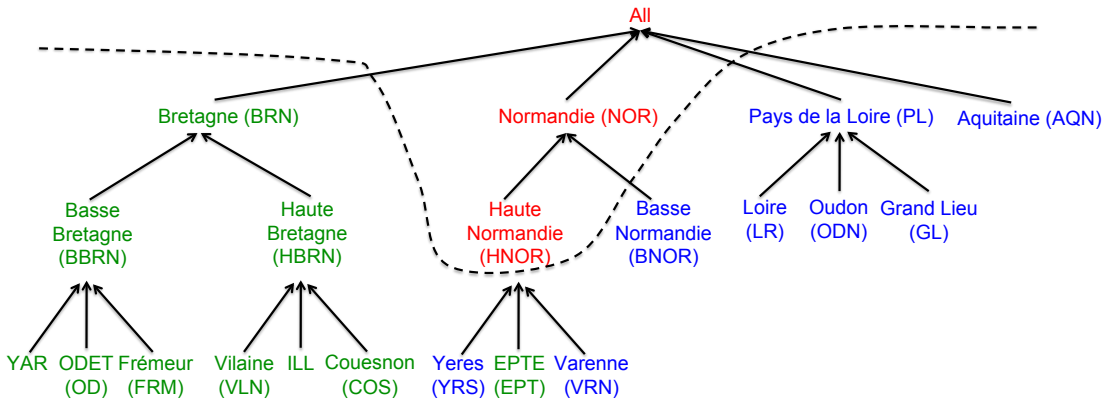 All
Bretagne (BRN)
Normandie (NOR)
Pays de la Loire (PL)
Aquitaine (AQN)
Basse
Bretagne
(BBRN)
Haute
Bretagne
(HBRN)
Haute
Normandie
(HNOR)
Basse
Normandie
(BNOR)
Loire
(LR)
Oudon
(ODN)
Grand Lieu
(GL)
YAR
ODET
(OD)
Frémeur
(FRM)
Vilaine
(VLN)
ILL
Couesnon
(COS)
Yeres
(YRS)
EPTE
(EPT)
Varenne
(VRN)